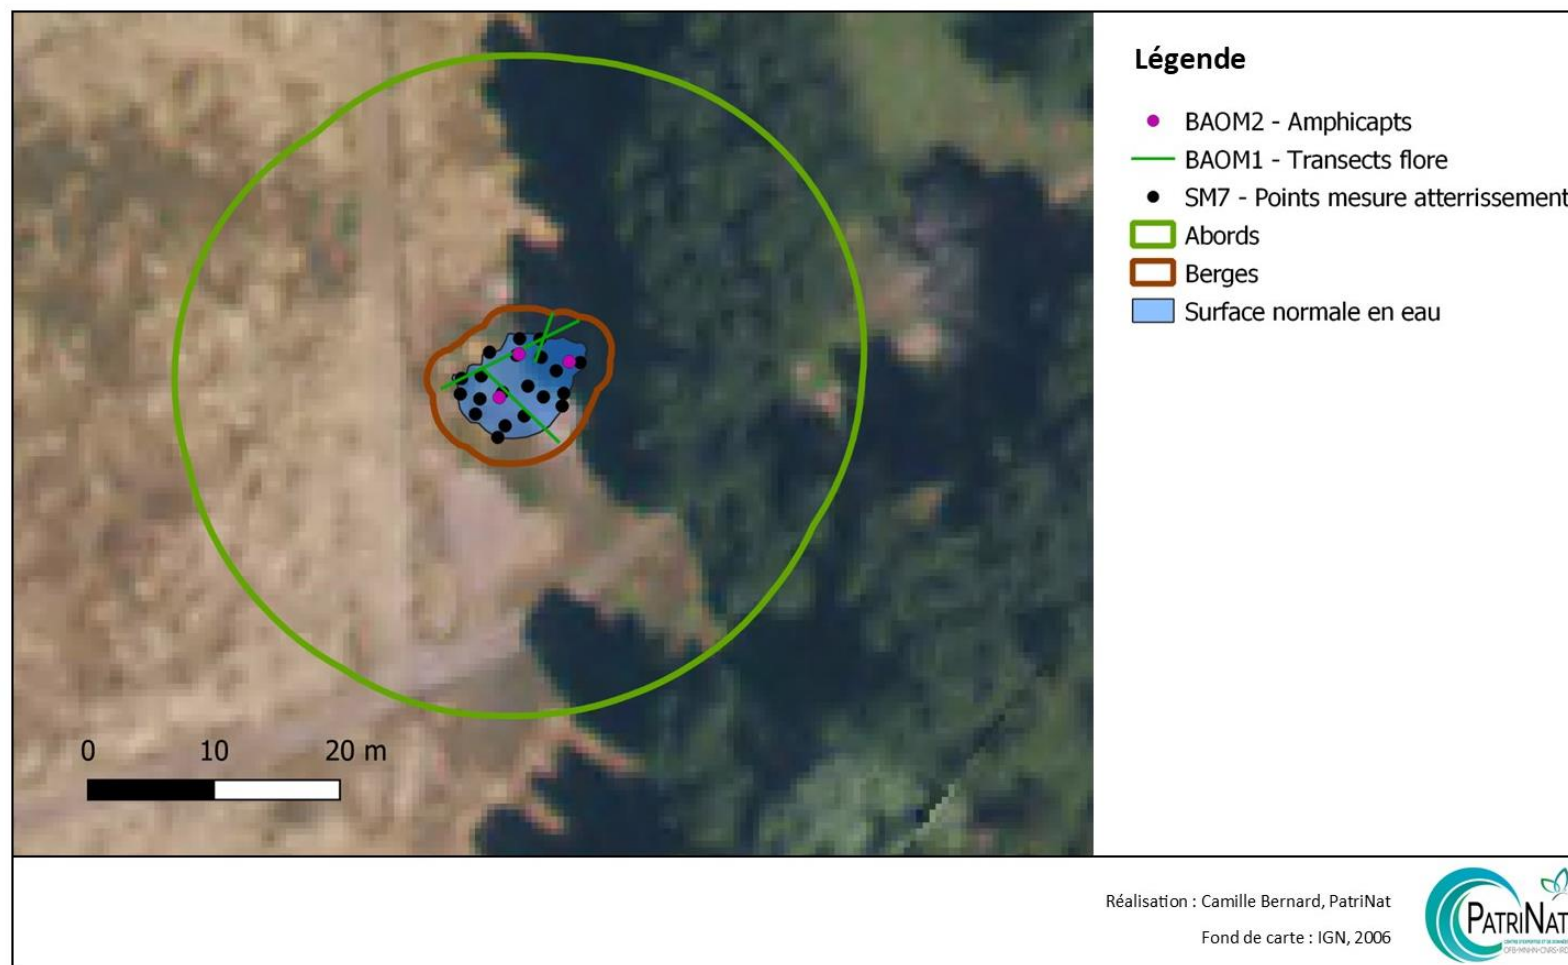 Légende
BAOM2 - Amphicapts
BAOM1 - Transects flore
SM7 - Points mesure atterrissement
Abords
Berges
Surface normale en eau
0 10 20 m
Réalisation : Camille Bernard, PatriNat
Fond de carte : IGN, 2006
PATRINAT